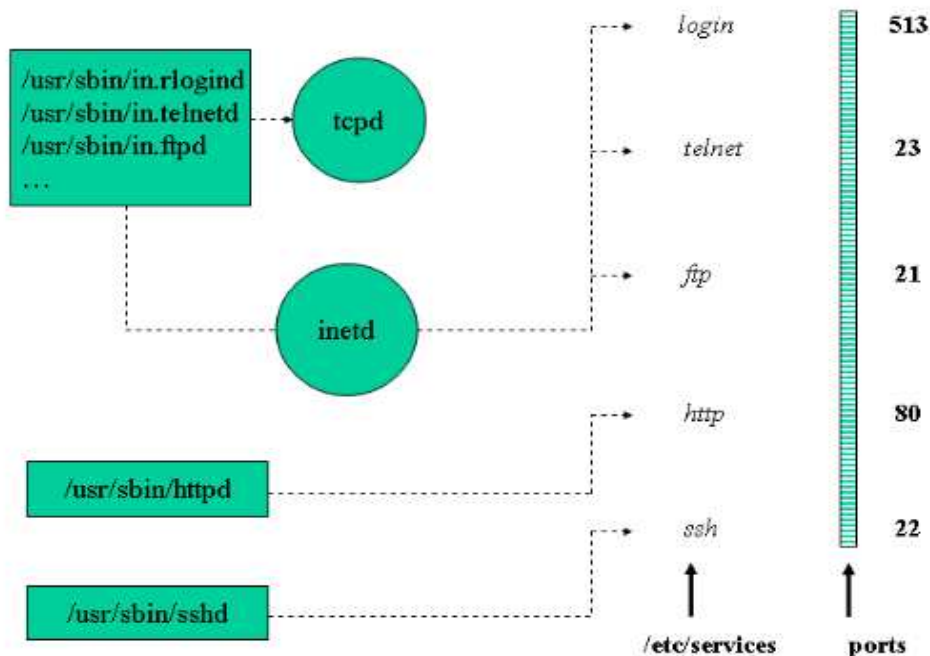 login 513
/usr/sbin/in.rlogind
/usr/sbin/in.telnetd
/usr/sbin/in.ftpd
...
tcpd
telnet 23
ftp 21
inetd
http 80
/usr/sbin/httpd
ssh 22
/usr/sbin/sshd
/etc/services ports